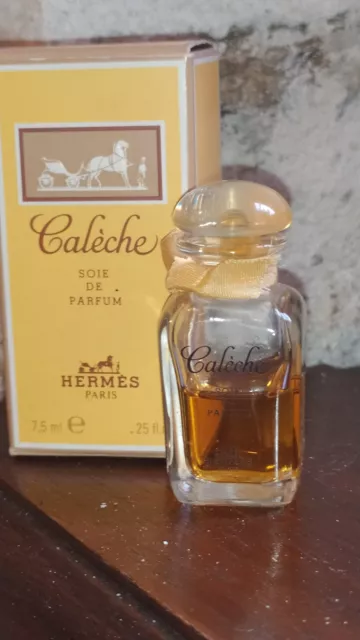 Calèche
SOIE
DE
PARFUM
HERMÈS
PARIS
7,5 ml ℮ .25 fl.
Calèche